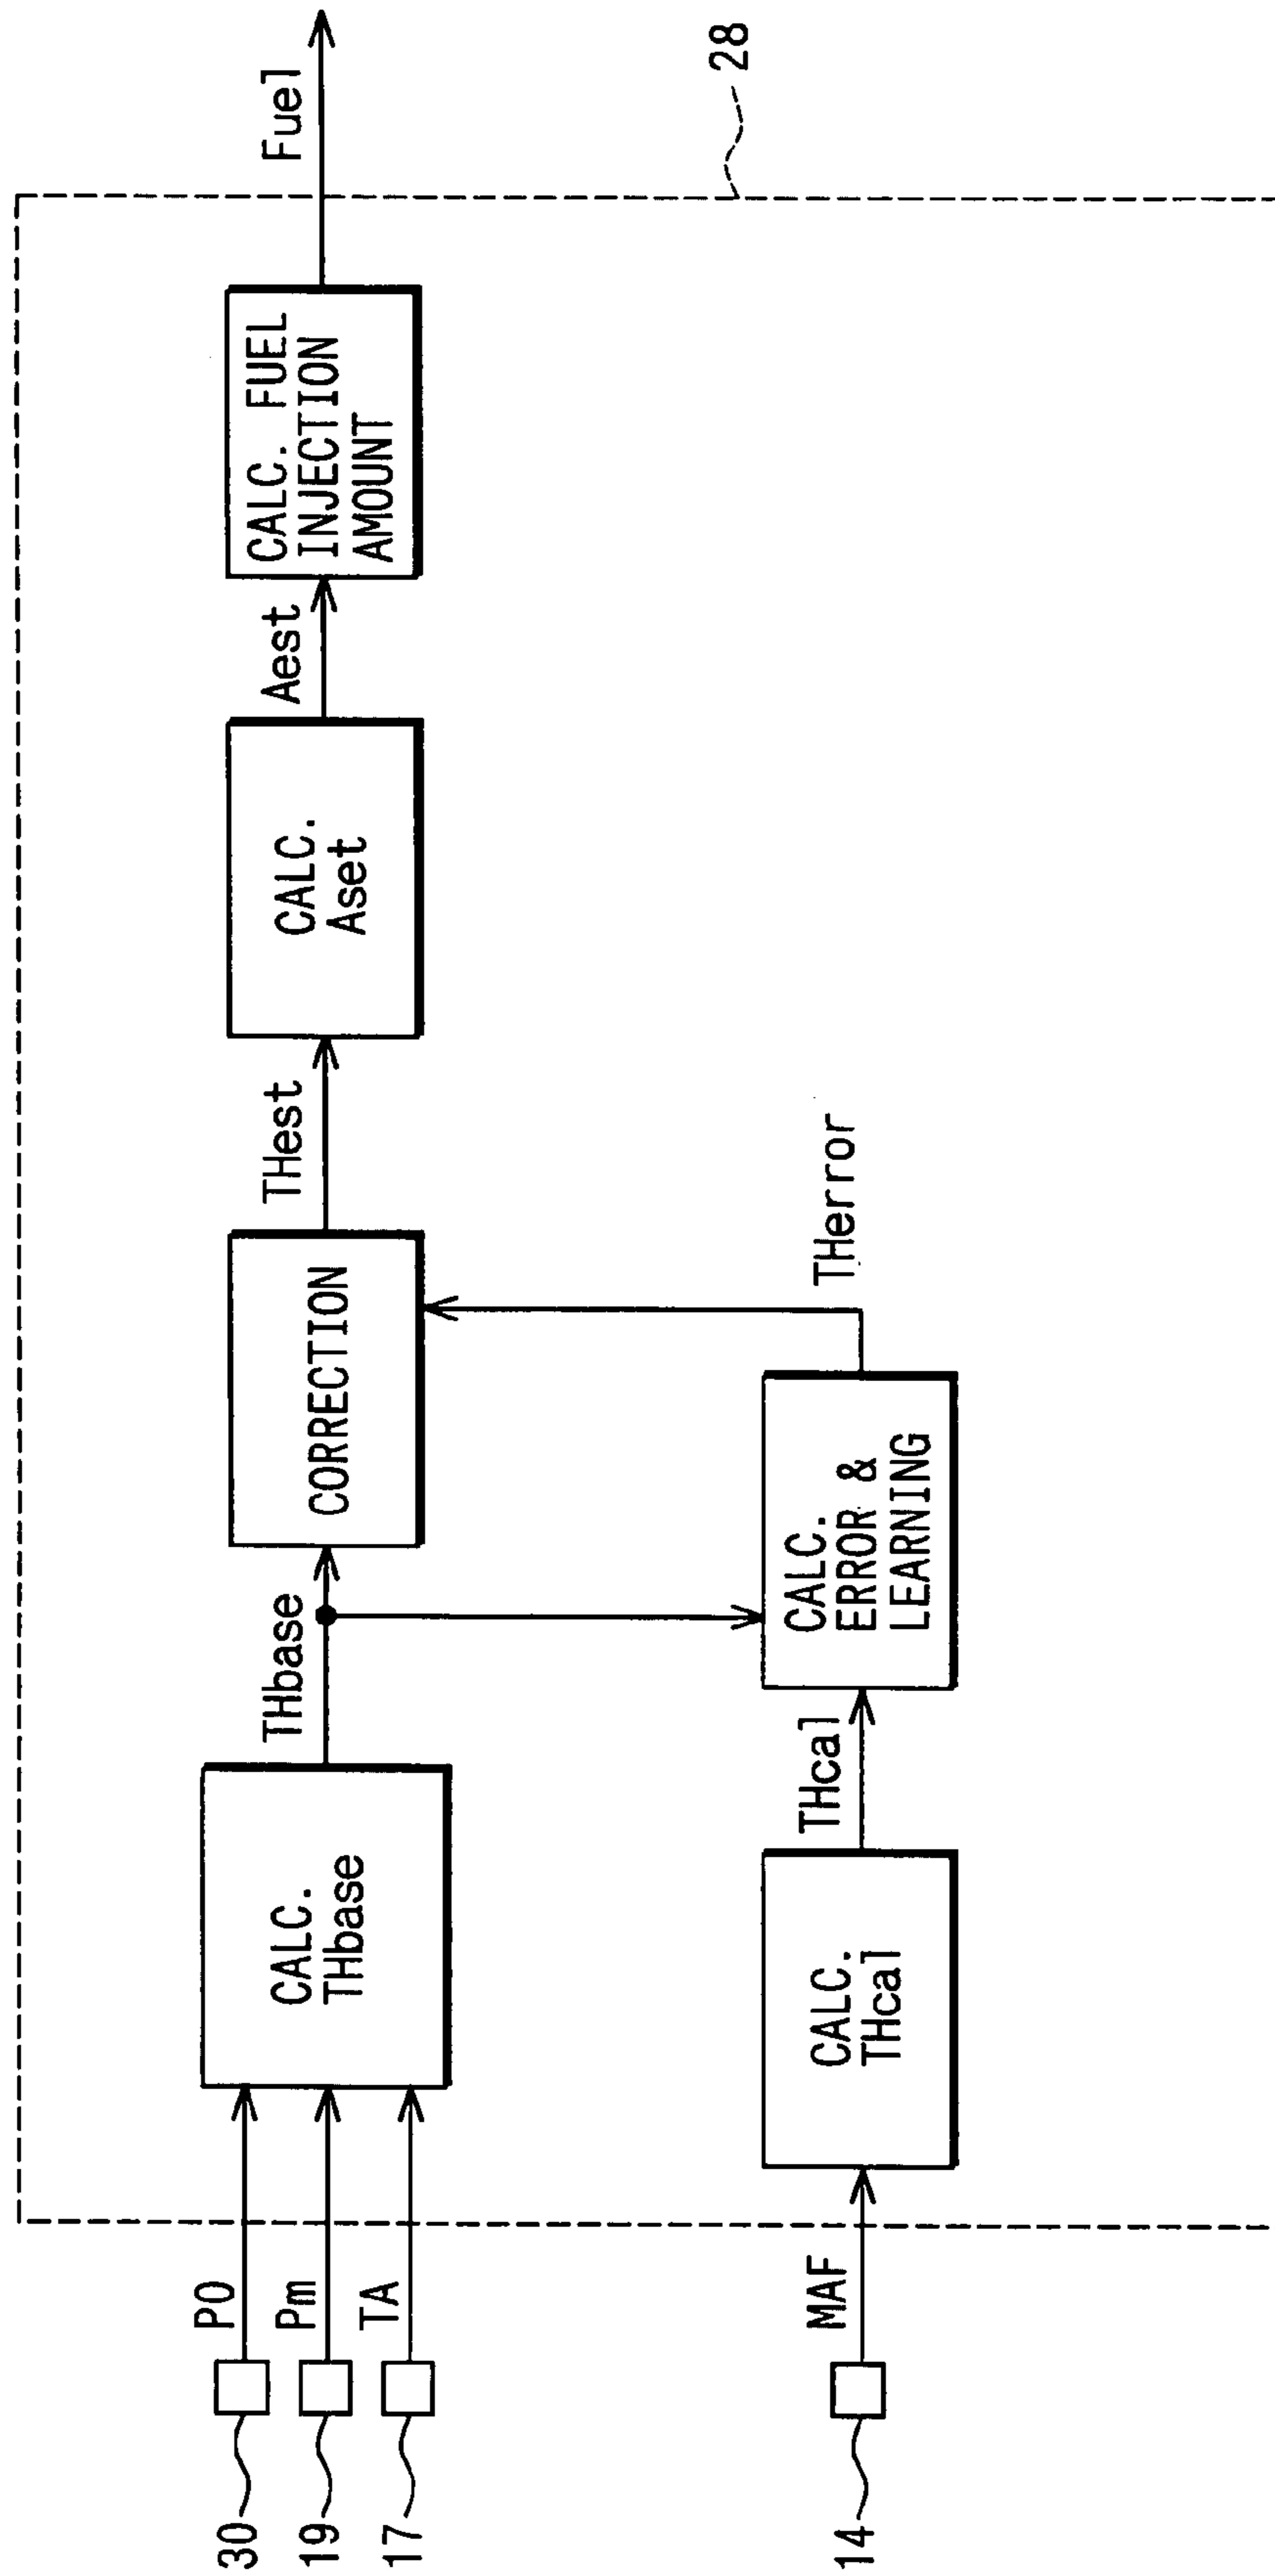 30
P0
19
Pm
17
TA
CALC.
THbase
THbase
CORRECTION
THest
CALC.
Aset
Aest
CALC. FUEL
INJECTION
AMOUNT
Fuel
28
14
MAF
CALC.
THcal
THcal
CALC.
ERROR &
LEARNING
THerror